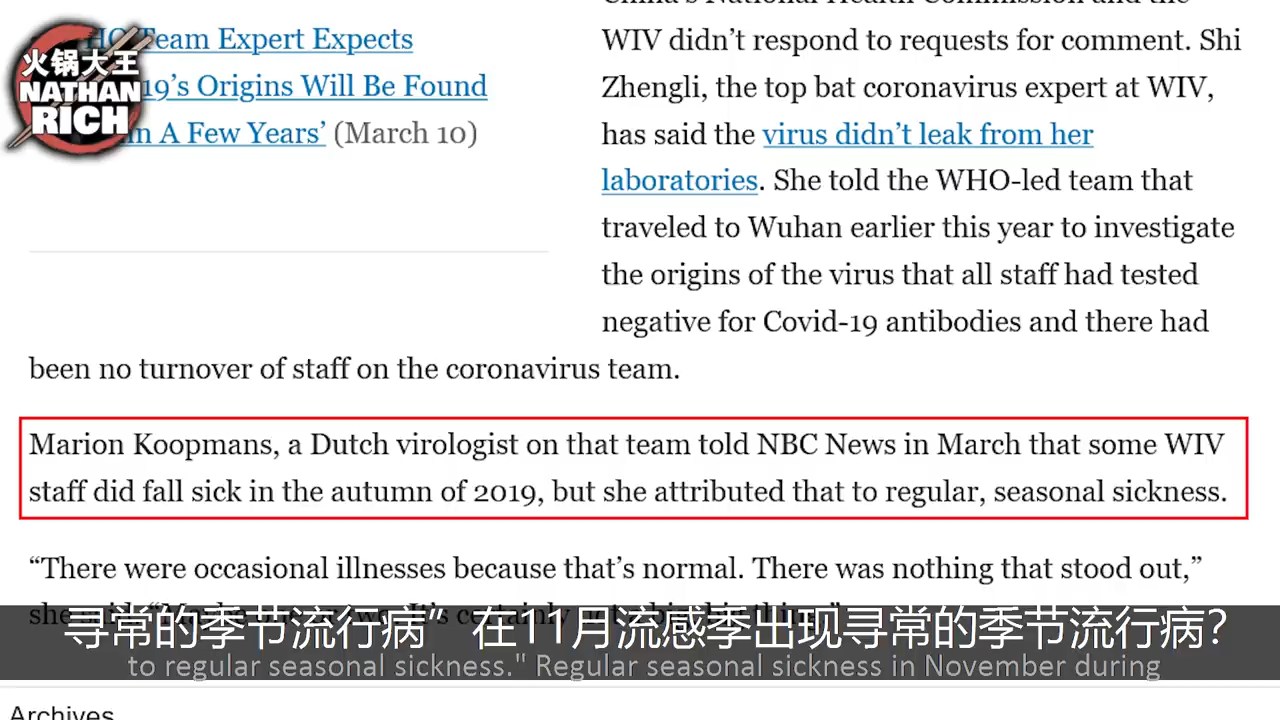 火锅大王
NATHAN
RICH
Team Expert Expects
19’s Origins Will Be Found
in A Few Years’ (March 10)
China’s National Health Commission and the
WIV didn’t respond to requests for comment. Shi
Zhengli, the top bat coronavirus expert at WIV,
has said the virus didn’t leak from her
laboratories. She told the WHO-led team that
traveled to Wuhan earlier this year to investigate
the origins of the virus that all staff had tested
negative for Covid-19 antibodies and there had
been no turnover of staff on the coronavirus team.
Marion Koopmans, a Dutch virologist on that team told NBC News in March that some WIV
staff did fall sick in the autumn of 2019, but she attributed that to regular, seasonal sickness.
“There were occasional illnesses because that’s normal. There was nothing that stood out,”
寻常的季节流行病” 在11月流感季出现寻常的季节流行病？
to regular seasonal sickness." Regular seasonal sickness in November during
Archives